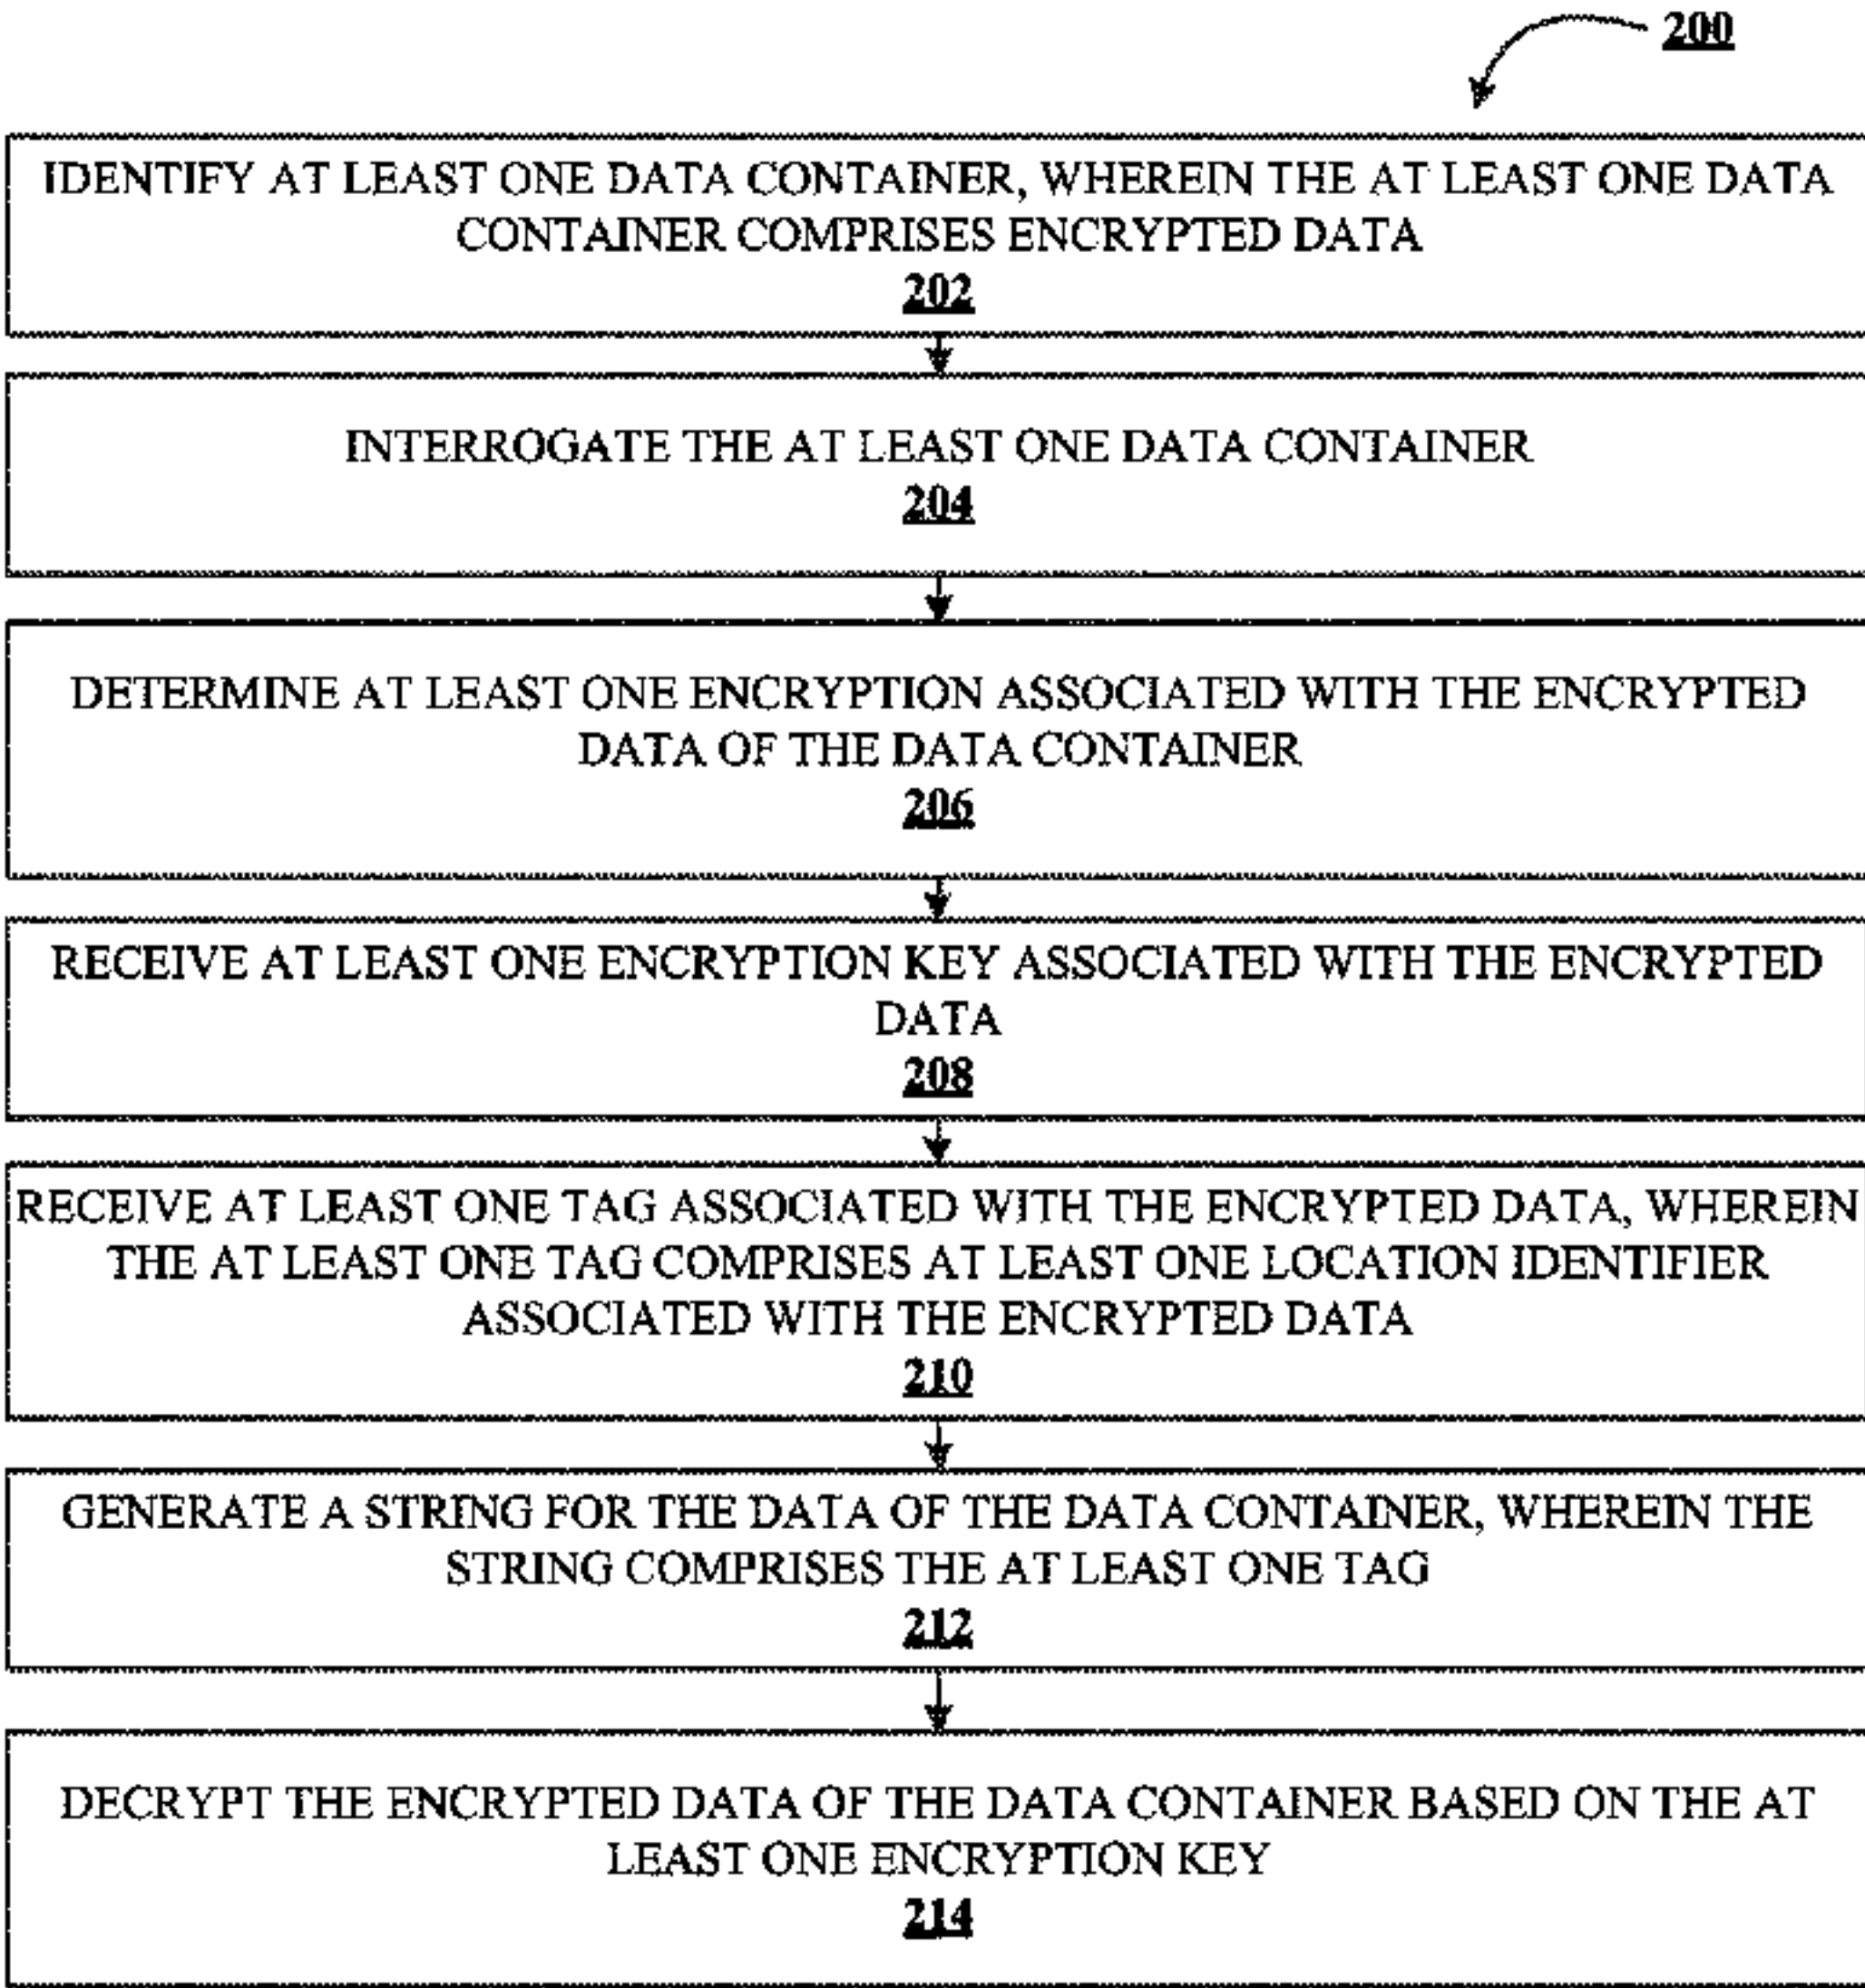 200
IDENTIFY AT LEAST ONE DATA CONTAINER, WHEREIN THE AT LEAST ONE DATA
CONTAINER COMPRISES ENCRYPTED DATA
202
INTERROGATE THE AT LEAST ONE DATA CONTAINER
204
DETERMINE AT LEAST ONE ENCRYPTION ASSOCIATED WITH THE ENCRYPTED
DATA OF THE DATA CONTAINER
206
RECEIVE AT LEAST ONE ENCRYPTION KEY ASSOCIATED WITH THE ENCRYPTED
DATA
208
RECEIVE AT LEAST ONE TAG ASSOCIATED WITH THE ENCRYPTED DATA, WHEREIN
THE AT LEAST ONE TAG COMPRISES AT LEAST ONE LOCATION IDENTIFIER
ASSOCIATED WITH THE ENCRYPTED DATA
210
GENERATE A STRING FOR THE DATA OF THE DATA CONTAINER, WHEREIN THE
STRING COMPRISES THE AT LEAST ONE TAG
212
DECRYPT THE ENCRYPTED DATA OF THE DATA CONTAINER BASED ON THE AT
LEAST ONE ENCRYPTION KEY
214